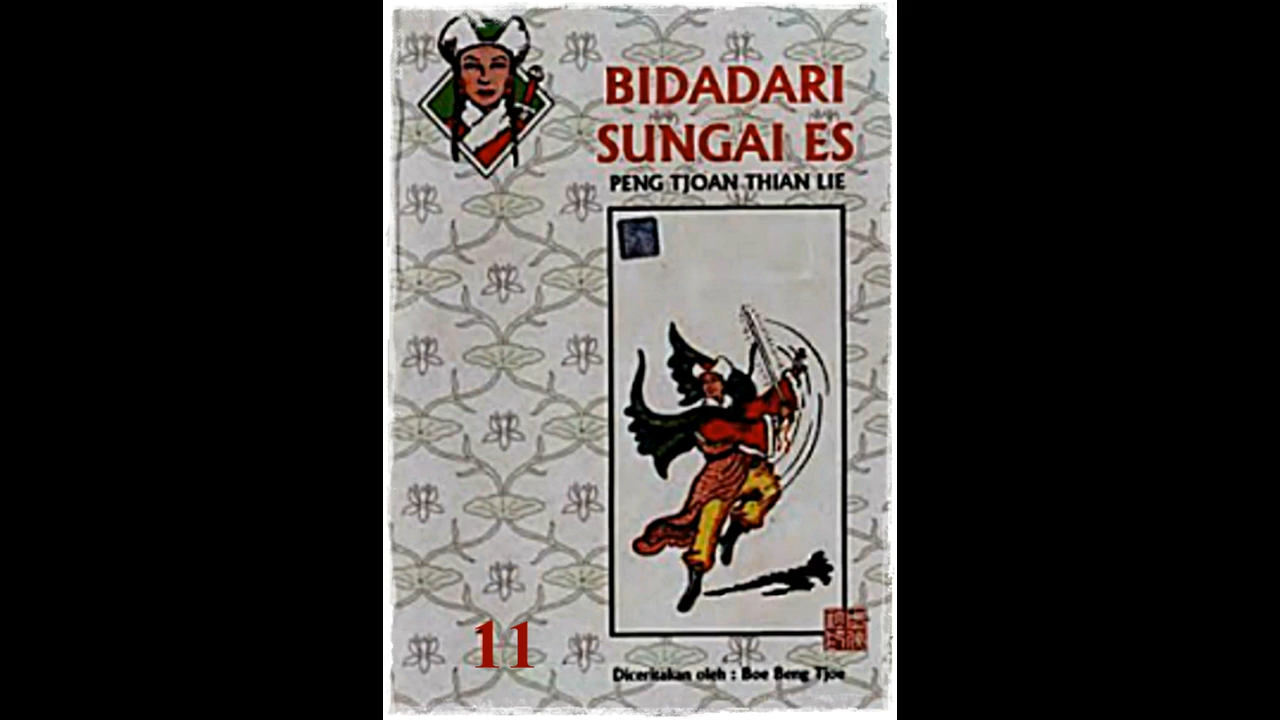 BIDADARI
SUNGAI ES
PENG TJOAN THIAN LIE
11
Diceritakan oleh : Boe Beng Tjoe